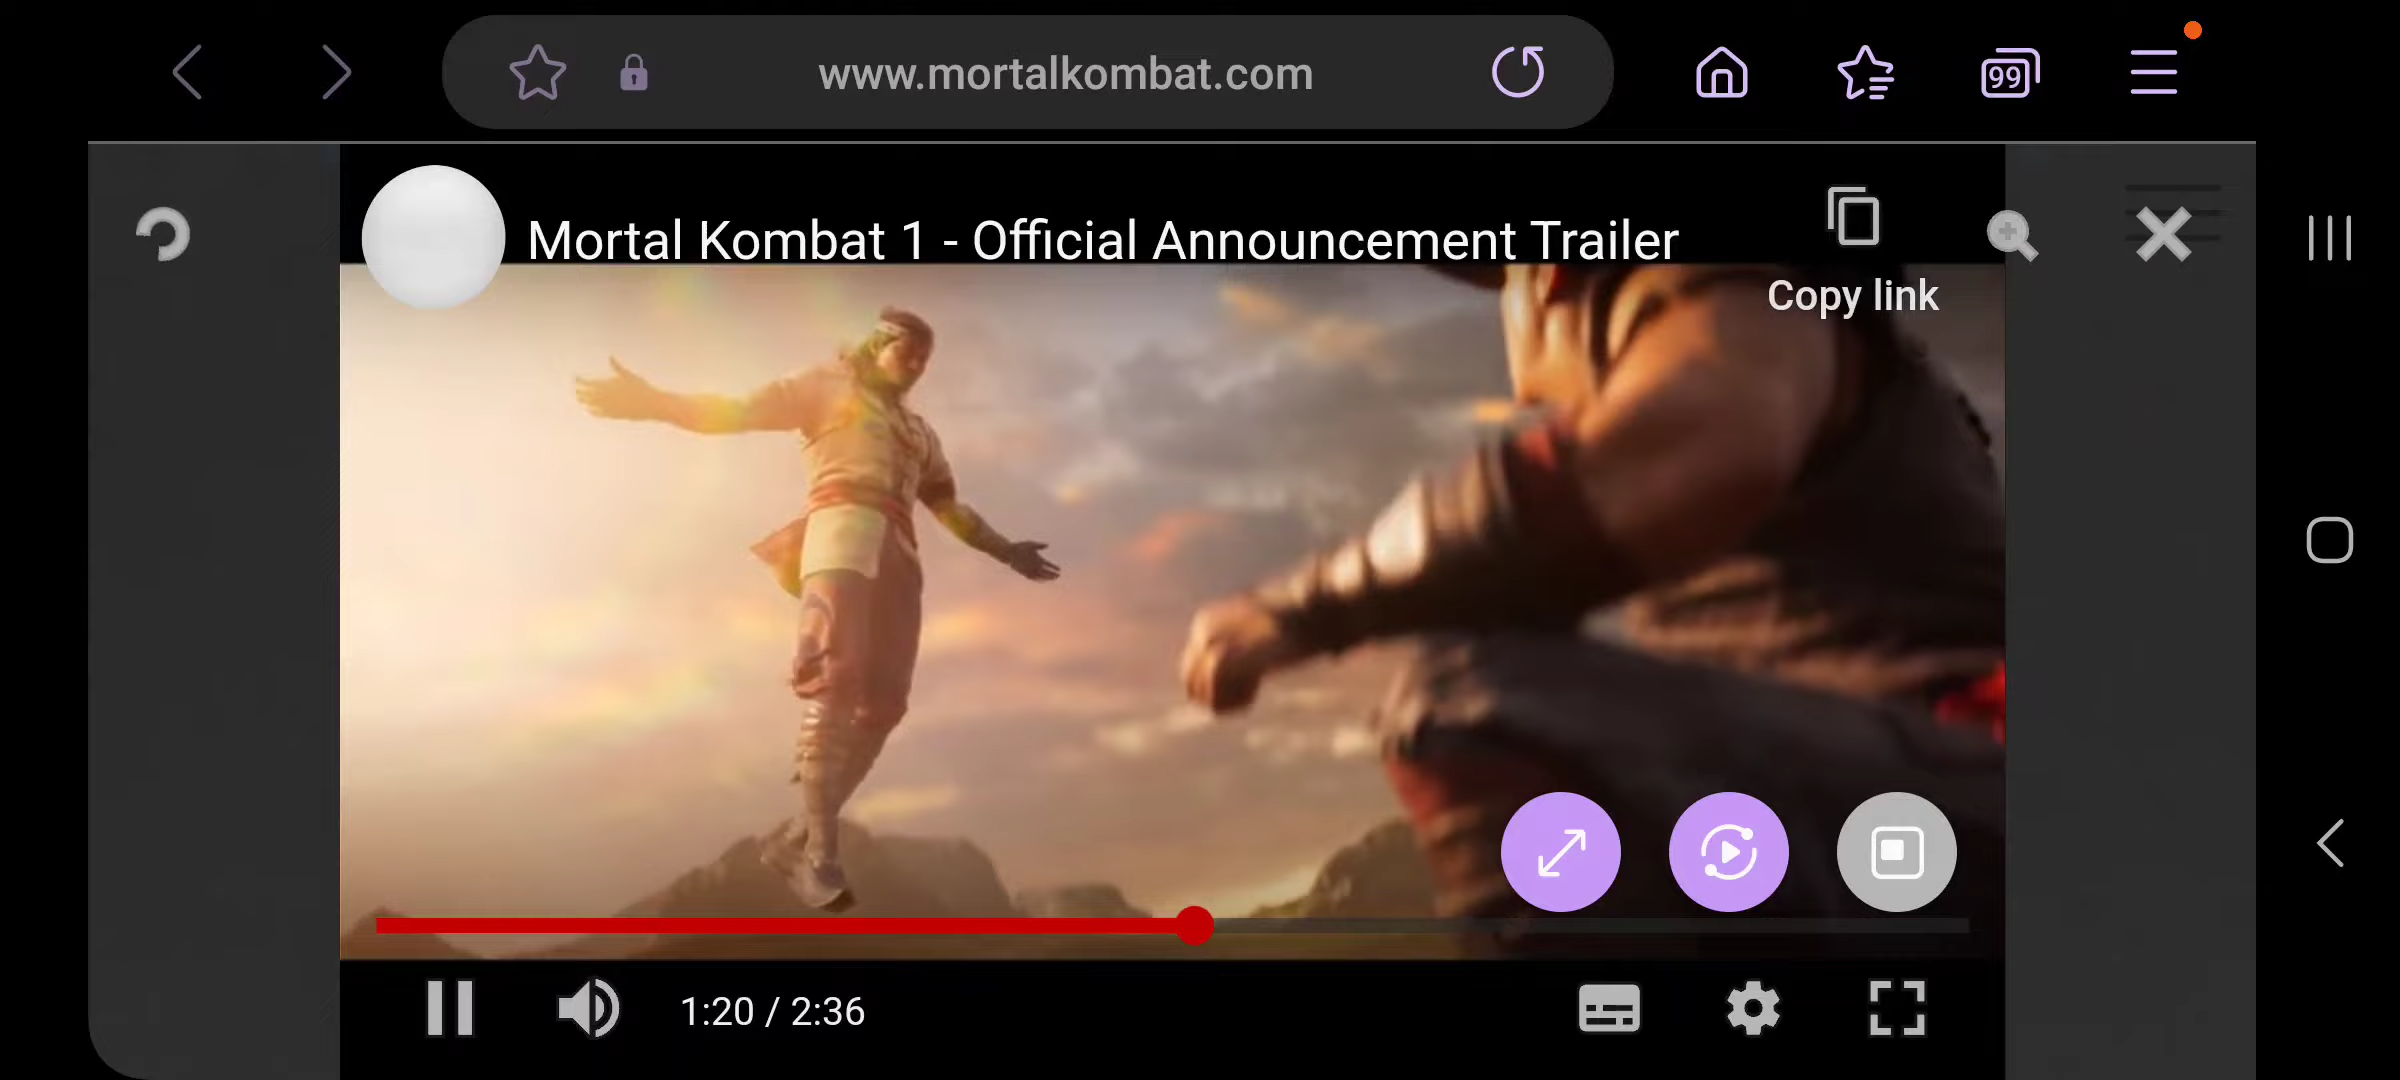 www.mortalkombat.com
99
Mortal Kombat 1 - Official Announcement Trailer
Copy link
1:20 / 2:36